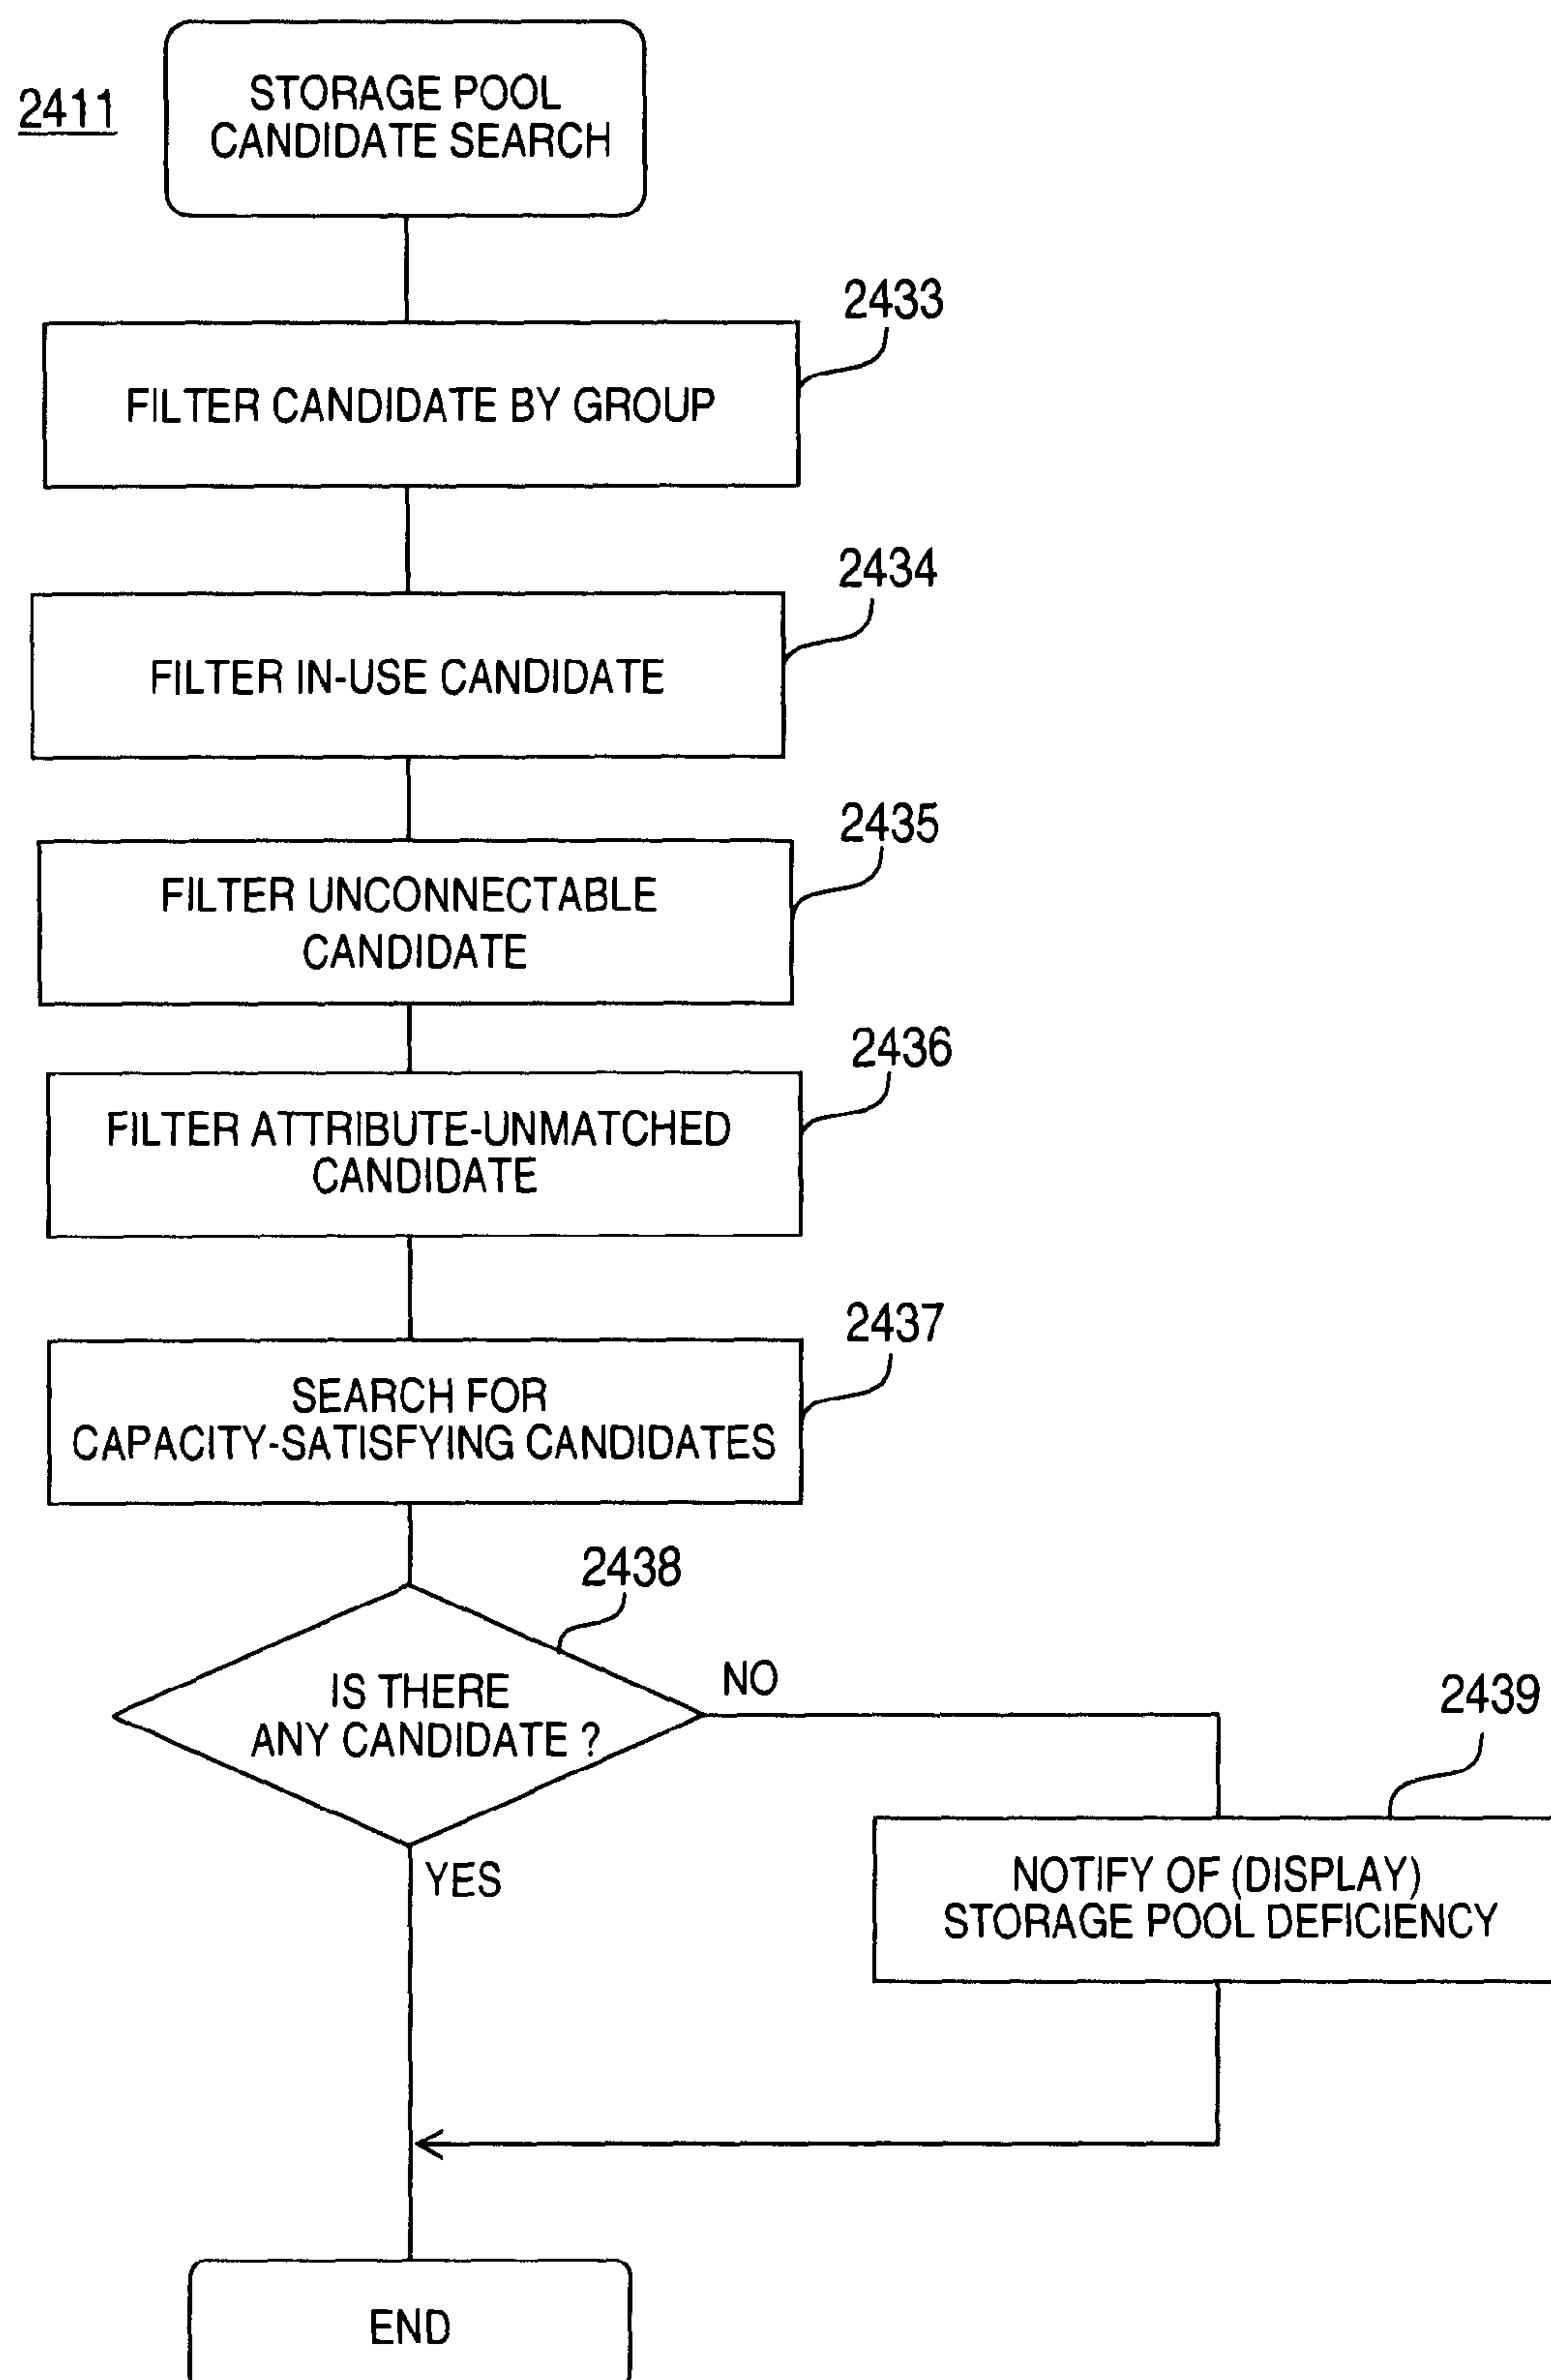 2411
STORAGE POOL
CANDIDATE SEARCH
2433
FILTER CANDIDATE BY GROUP
2434
FILTER IN-USE CANDIDATE
2435
FILTER UNCONNECTABLE
CANDIDATE
2436
FILTER ATTRIBUTE-UNMATCHED
CANDIDATE
2437
SEARCH FOR
CAPACITY-SATISFYING CANDIDATES
2438
IS THERE
ANY CANDIDATE ?
NO
YES
2439
NOTIFY OF (DISPLAY)
STORAGE POOL DEFICIENCY
END